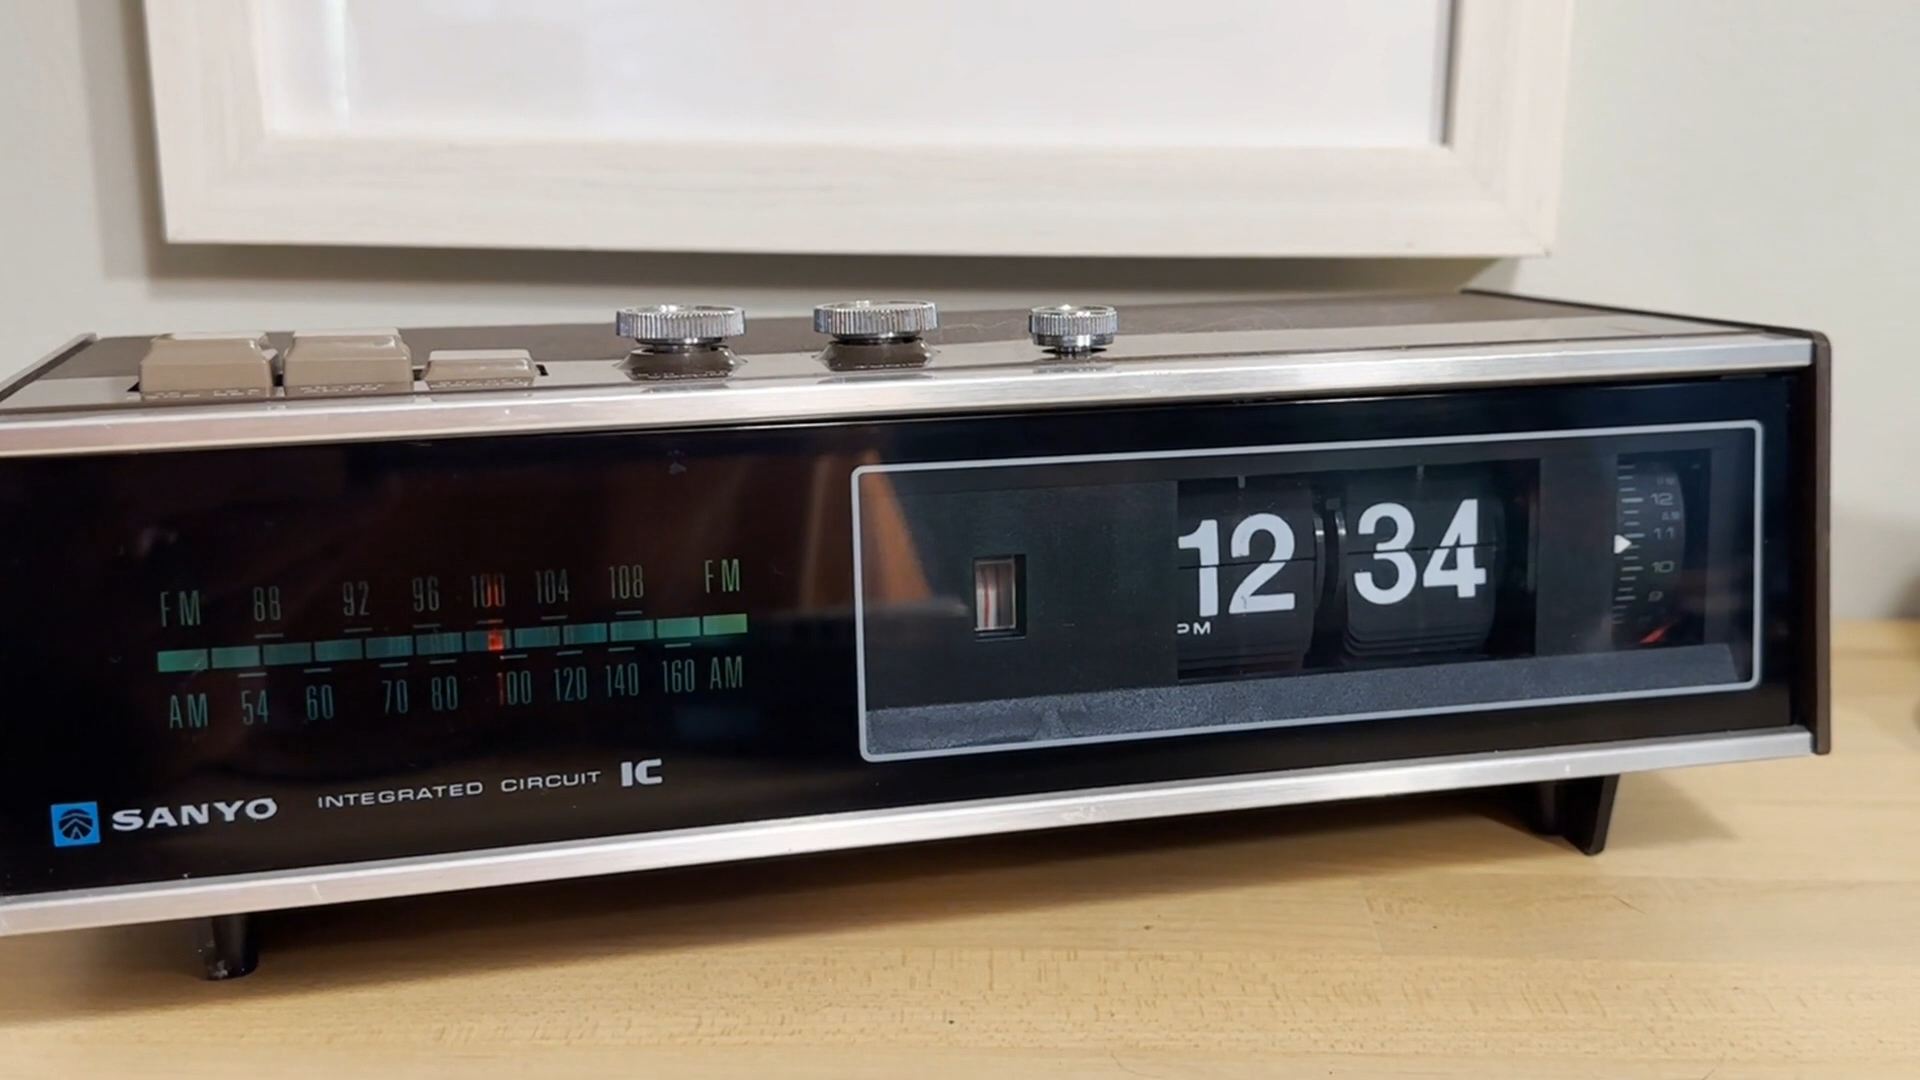 FM 88 92 96 100 104 108 FM
AM 54 60 70 80 100 120 140 160 AM
SANYO INTEGRATED CIRCUIT IC
12 34
PM
12
11
10
9